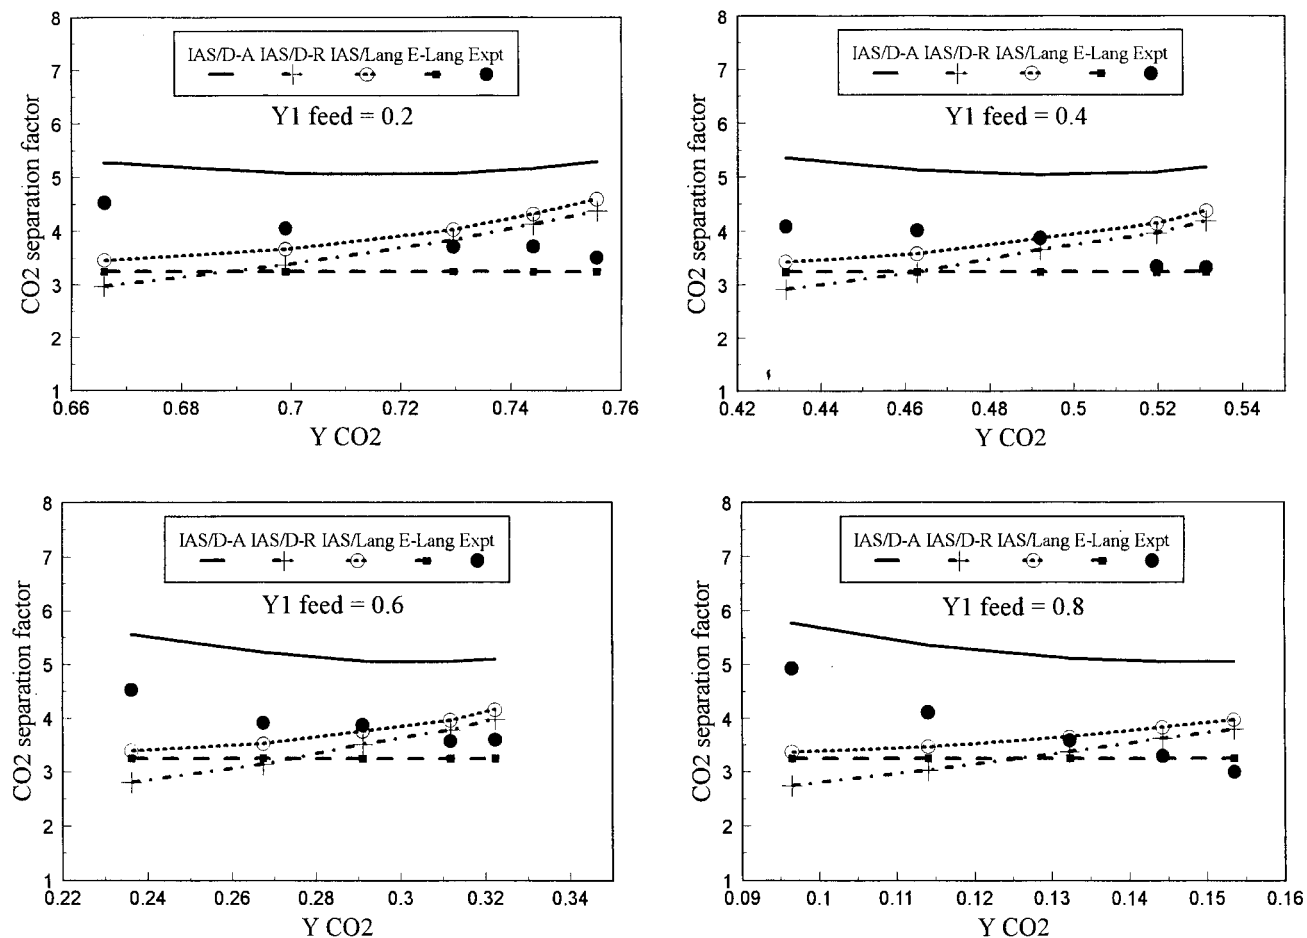 8
7
6
5
4
3
2
1
CO2 separation factor
IAS/D-A IAS/D-R IAS/Lang E-Lang Expt
Y1 feed = 0.2
0.66 0.68 0.7 0.72 0.74 0.76
Y CO2
8
7
6
5
4
3
2
1
CO2 separation factor
IAS/D-A IAS/D-R IAS/Lang E-Lang Expt
Y1 feed = 0.4
0.42 0.44 0.46 0.48 0.5 0.52 0.54
Y CO2
8
7
6
5
4
3
2
1
CO2 separation factor
IAS/D-A IAS/D-R IAS/Lang E-Lang Expt
Y1 feed = 0.6
0.22 0.24 0.26 0.28 0.3 0.32 0.34
Y CO2
8
7
6
5
4
3
2
1
CO2 separation factor
IAS/D-A IAS/D-R IAS/Lang E-Lang Expt
Y1 feed = 0.8
0.09 0.1 0.11 0.12 0.13 0.14 0.15 0.16
Y CO2